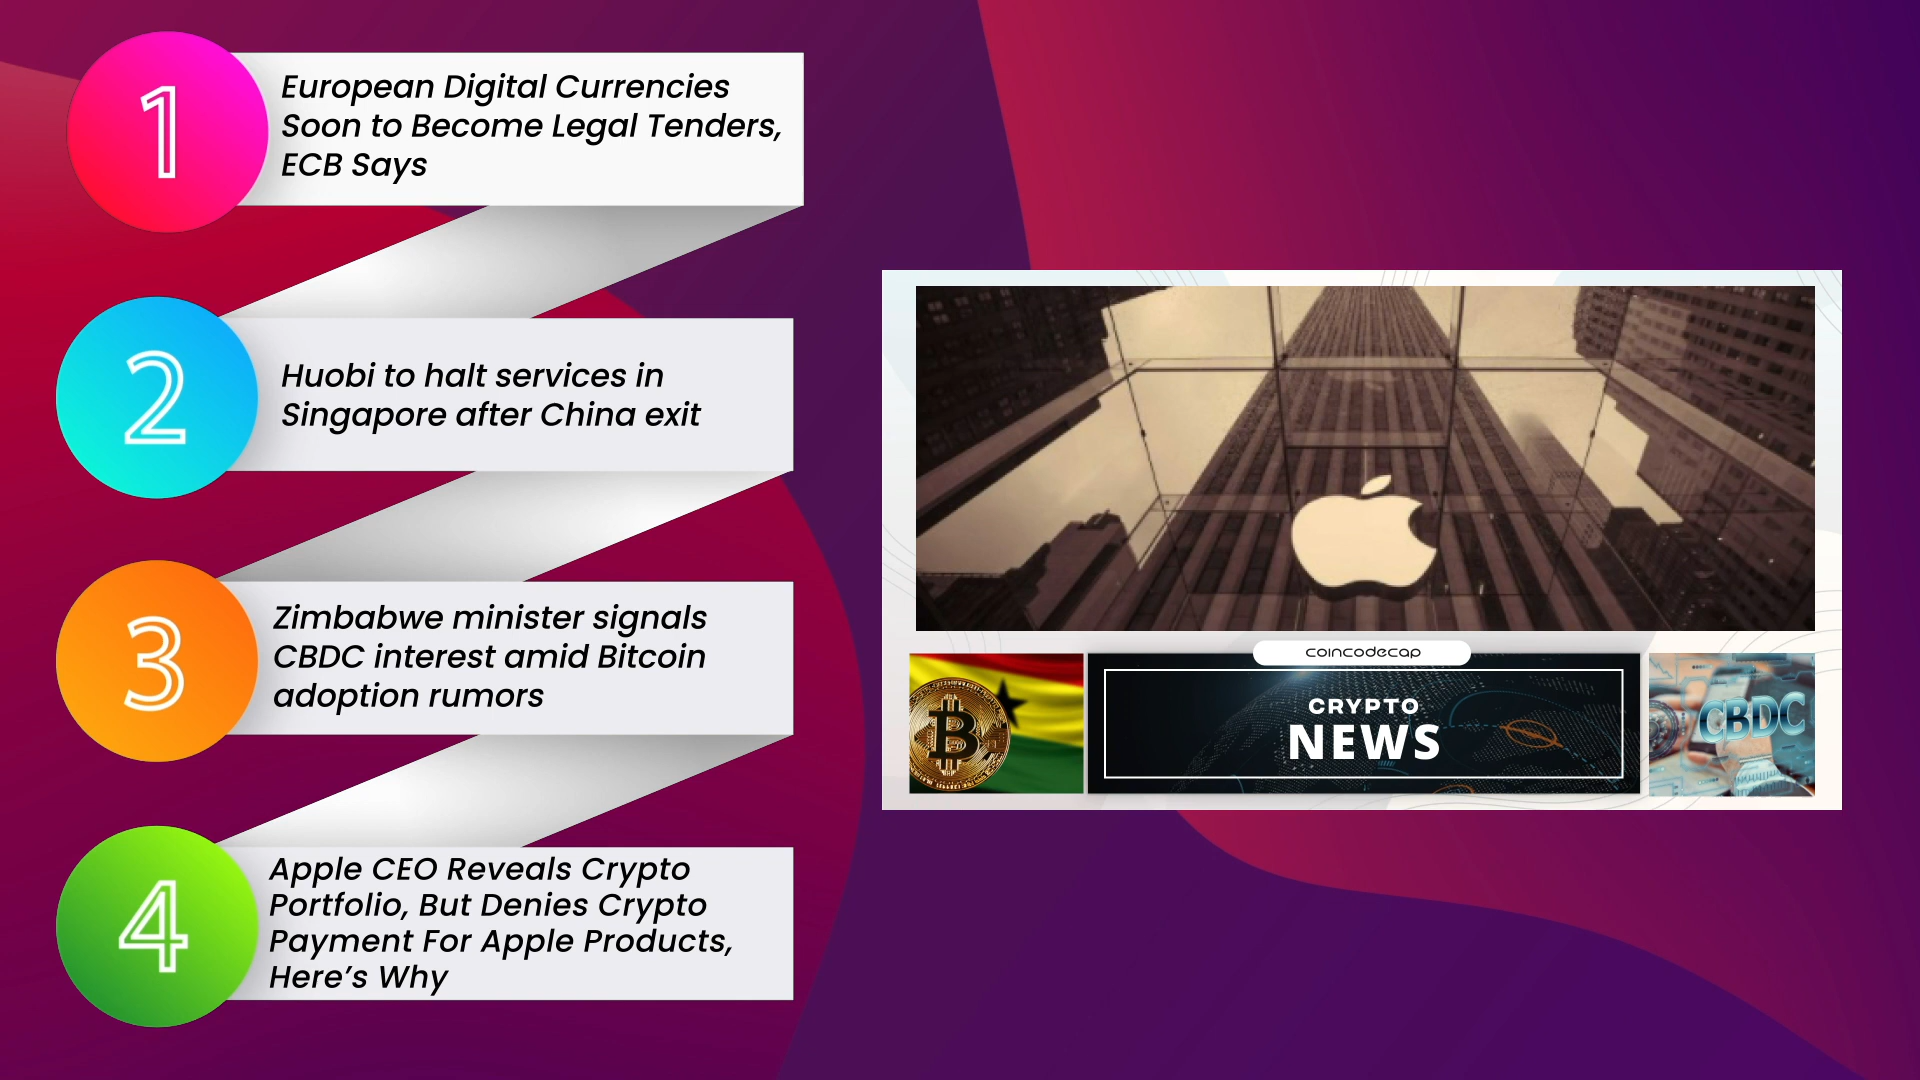 1
European Digital Currencies
Soon to Become Legal Tenders,
ECB Says
2
Huobi to halt services in
Singapore after China exit
3
Zimbabwe minister signals
CBDC interest amid Bitcoin
adoption rumors
4
Apple CEO Reveals Crypto
Portfolio, But Denies Crypto
Payment For Apple Products,
Here’s Why
coincodecap
CRYPTO
NEWS
CBDC